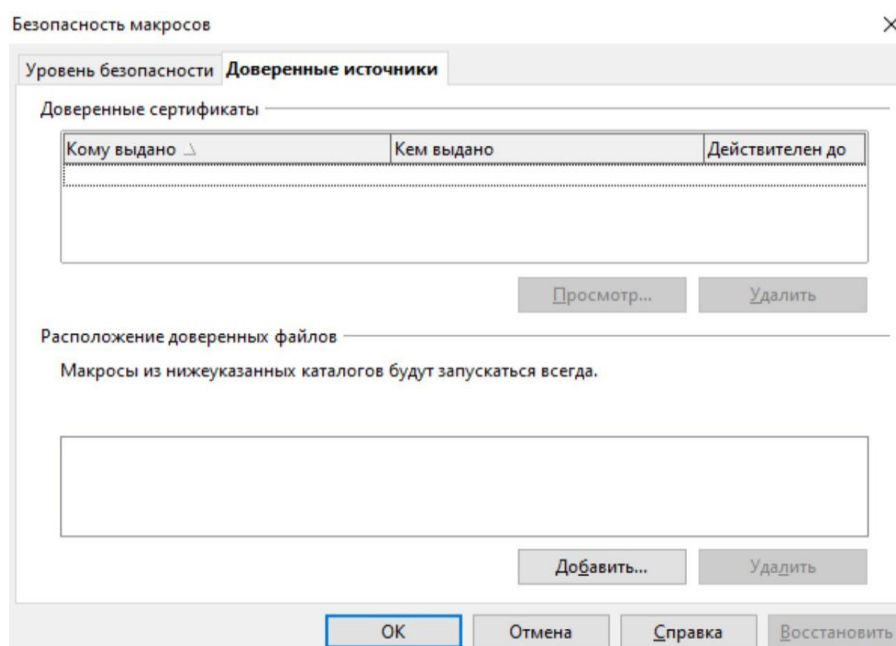 Безопасность макросов
Уровень безопасности Доверенные источники
Доверенные сертификаты
Кому выдано Кем выдано Действителен до
Просмотр... Удалить
Расположение доверенных файлов
Макросы из нижеуказанных каталогов будут запускаться всегда.
Добавить... Удалить
ОК Отмена Справка Восстановить